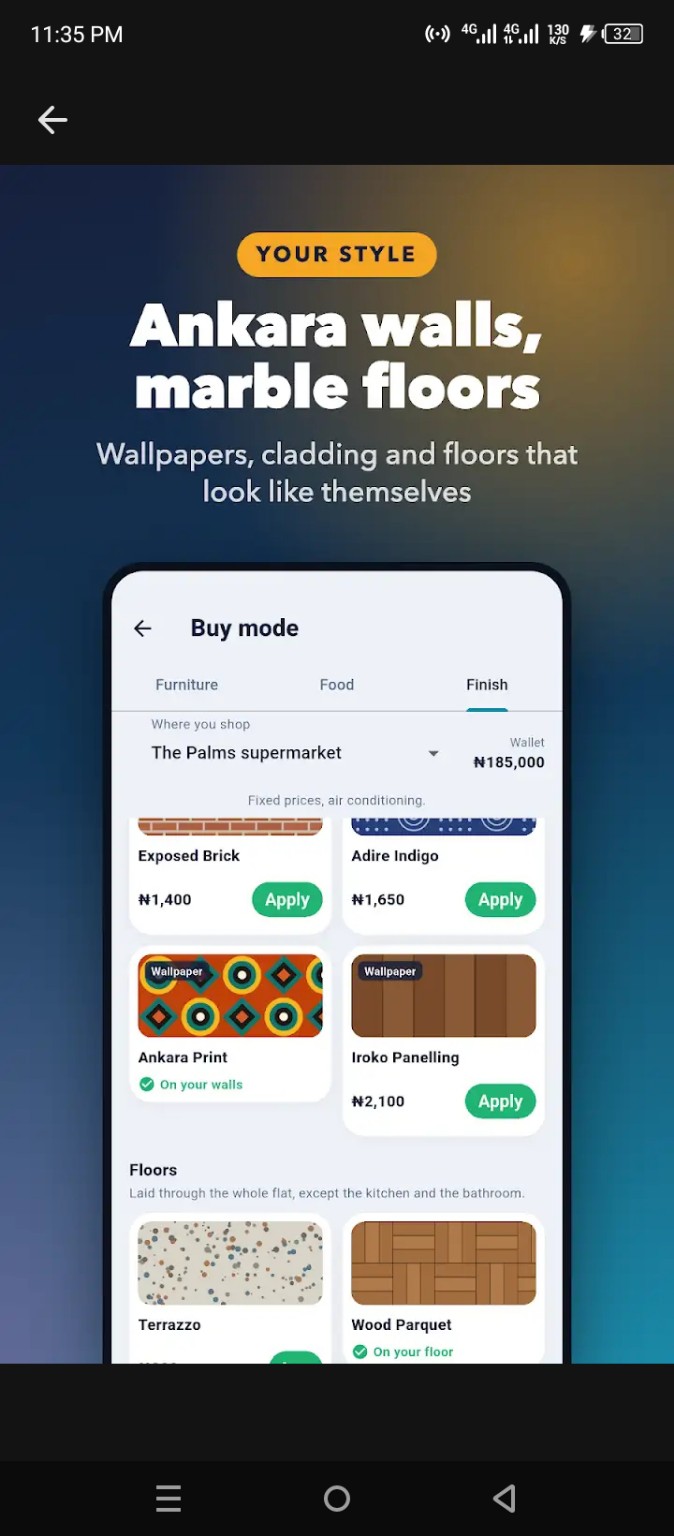 11:35 PM
4G 4G 130 K/S 32
YOUR STYLE
Ankara walls,
marble floors
Wallpapers, cladding and floors that
look like themselves
Buy mode
Furniture Food Finish
Where you shop
The Palms supermarket
Wallet
₦185,000
Fixed prices, air conditioning.
Exposed Brick
₦1,400 Apply
Adire Indigo
₦1,650 Apply
Wallpaper
Ankara Print
On your walls
Wallpaper
Iroko Panelling
₦2,100 Apply
Floors
Laid through the whole flat, except the kitchen and the bathroom.
Terrazzo
Wood Parquet
On your floor